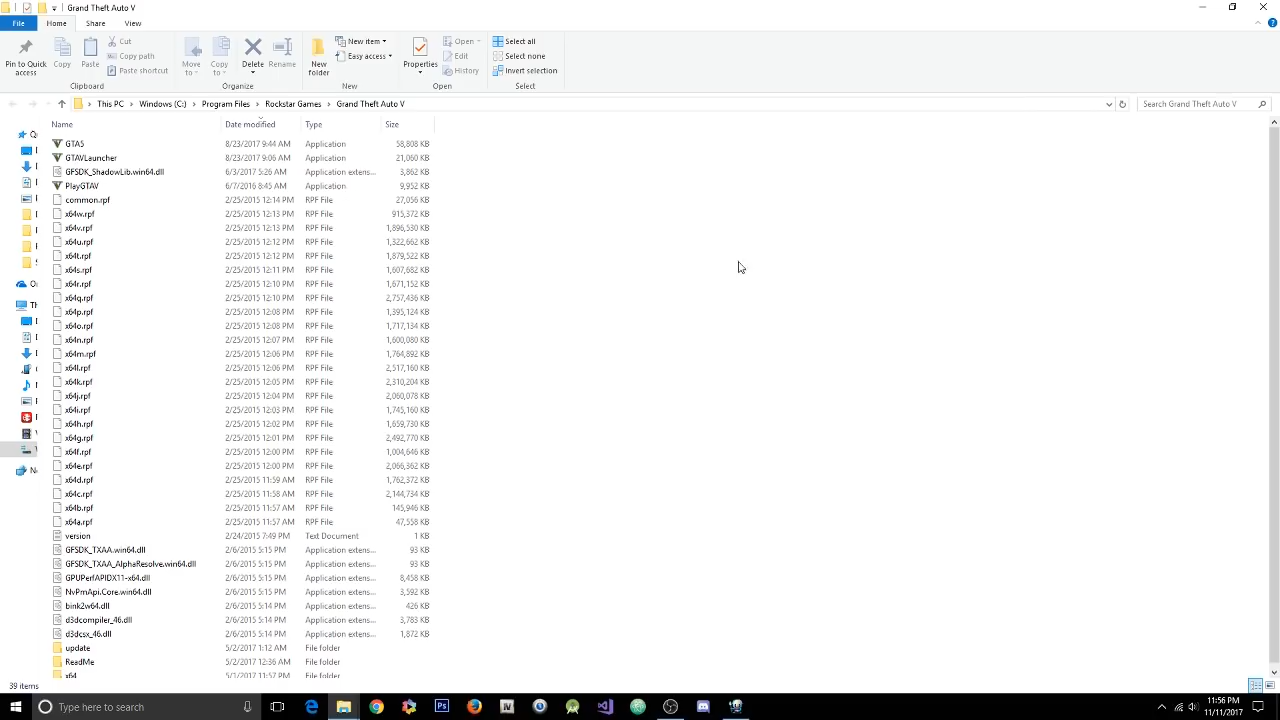 Grand Theft Auto V
File Home Share View
Pin to Quick access
Copy
Paste
Cut
Copy path
Paste shortcut
Clipboard
Move to
Copy to
Delete
Rename
Organize
New folder
New item
Easy access
New
Properties
Open
Edit
History
Open
Select all
Select none
Invert selection
Select
This PC > Windows (C:) > Program Files > Rockstar Games > Grand Theft Auto V
Search Grand Theft Auto V
Name Date modified Type Size
GTA5 8/23/2017 9:44 AM Application 58,808 KB
GTAVLauncher 8/23/2017 9:06 AM Application 21,060 KB
GFSDK_ShadowLib.win64.dll 6/3/2017 5:26 AM Application extens... 3,862 KB
PlayGTAV 6/7/2016 8:45 AM Application 9,952 KB
common.rpf 2/25/2015 12:14 PM RPF File 27,056 KB
x64w.rpf 2/25/2015 12:13 PM RPF File 915,372 KB
x64v.rpf 2/25/2015 12:13 PM RPF File 1,896,530 KB
x64u.rpf 2/25/2015 12:12 PM RPF File 1,322,662 KB
x64t.rpf 2/25/2015 12:12 PM RPF File 1,879,522 KB
x64s.rpf 2/25/2015 12:11 PM RPF File 1,607,682 KB
x64r.rpf 2/25/2015 12:10 PM RPF File 1,671,152 KB
x64q.rpf 2/25/2015 12:10 PM RPF File 2,757,436 KB
x64p.rpf 2/25/2015 12:08 PM RPF File 1,395,124 KB
x64o.rpf 2/25/2015 12:08 PM RPF File 1,717,134 KB
x64n.rpf 2/25/2015 12:07 PM RPF File 1,600,080 KB
x64m.rpf 2/25/2015 12:06 PM RPF File 1,764,892 KB
x64l.rpf 2/25/2015 12:06 PM RPF File 2,517,160 KB
x64k.rpf 2/25/2015 12:05 PM RPF File 2,310,204 KB
x64j.rpf 2/25/2015 12:04 PM RPF File 2,060,078 KB
x64i.rpf 2/25/2015 12:03 PM RPF File 1,745,160 KB
x64h.rpf 2/25/2015 12:02 PM RPF File 1,659,730 KB
x64g.rpf 2/25/2015 12:01 PM RPF File 2,492,770 KB
x64f.rpf 2/25/2015 12:00 PM RPF File 1,004,646 KB
x64e.rpf 2/25/2015 12:00 PM RPF File 2,066,362 KB
x64d.rpf 2/25/2015 11:59 AM RPF File 1,762,372 KB
x64c.rpf 2/25/2015 11:58 AM RPF File 2,144,734 KB
x64b.rpf 2/25/2015 11:57 AM RPF File 145,946 KB
x64a.rpf 2/25/2015 11:57 AM RPF File 47,558 KB
version 2/24/2015 7:49 PM Text Document 1 KB
GFSDK_TXAA.win64.dll 2/6/2015 5:15 PM Application extens... 93 KB
GFSDK_TXAA_AlphaResolve.win64.dll 2/6/2015 5:15 PM Application extens... 93 KB
GPUPerfAPIDX11-x64.dll 2/6/2015 5:15 PM Application extens... 8,458 KB
NvPmApi.Core.win64.dll 2/6/2015 5:15 PM Application extens... 3,592 KB
bink2w64.dll 2/6/2015 5:14 PM Application extens... 426 KB
d3dcompiler_46.dll 2/6/2015 5:14 PM Application extens... 3,783 KB
d3dcsx_46.dll 2/6/2015 5:14 PM Application extens... 1,872 KB
update 5/2/2017 1:12 AM File folder
ReadMe 5/2/2017 12:36 AM File folder
x64 5/1/2017 11:57 PM File folder
39 items
Type here to search
11:56 PM
11/11/2017